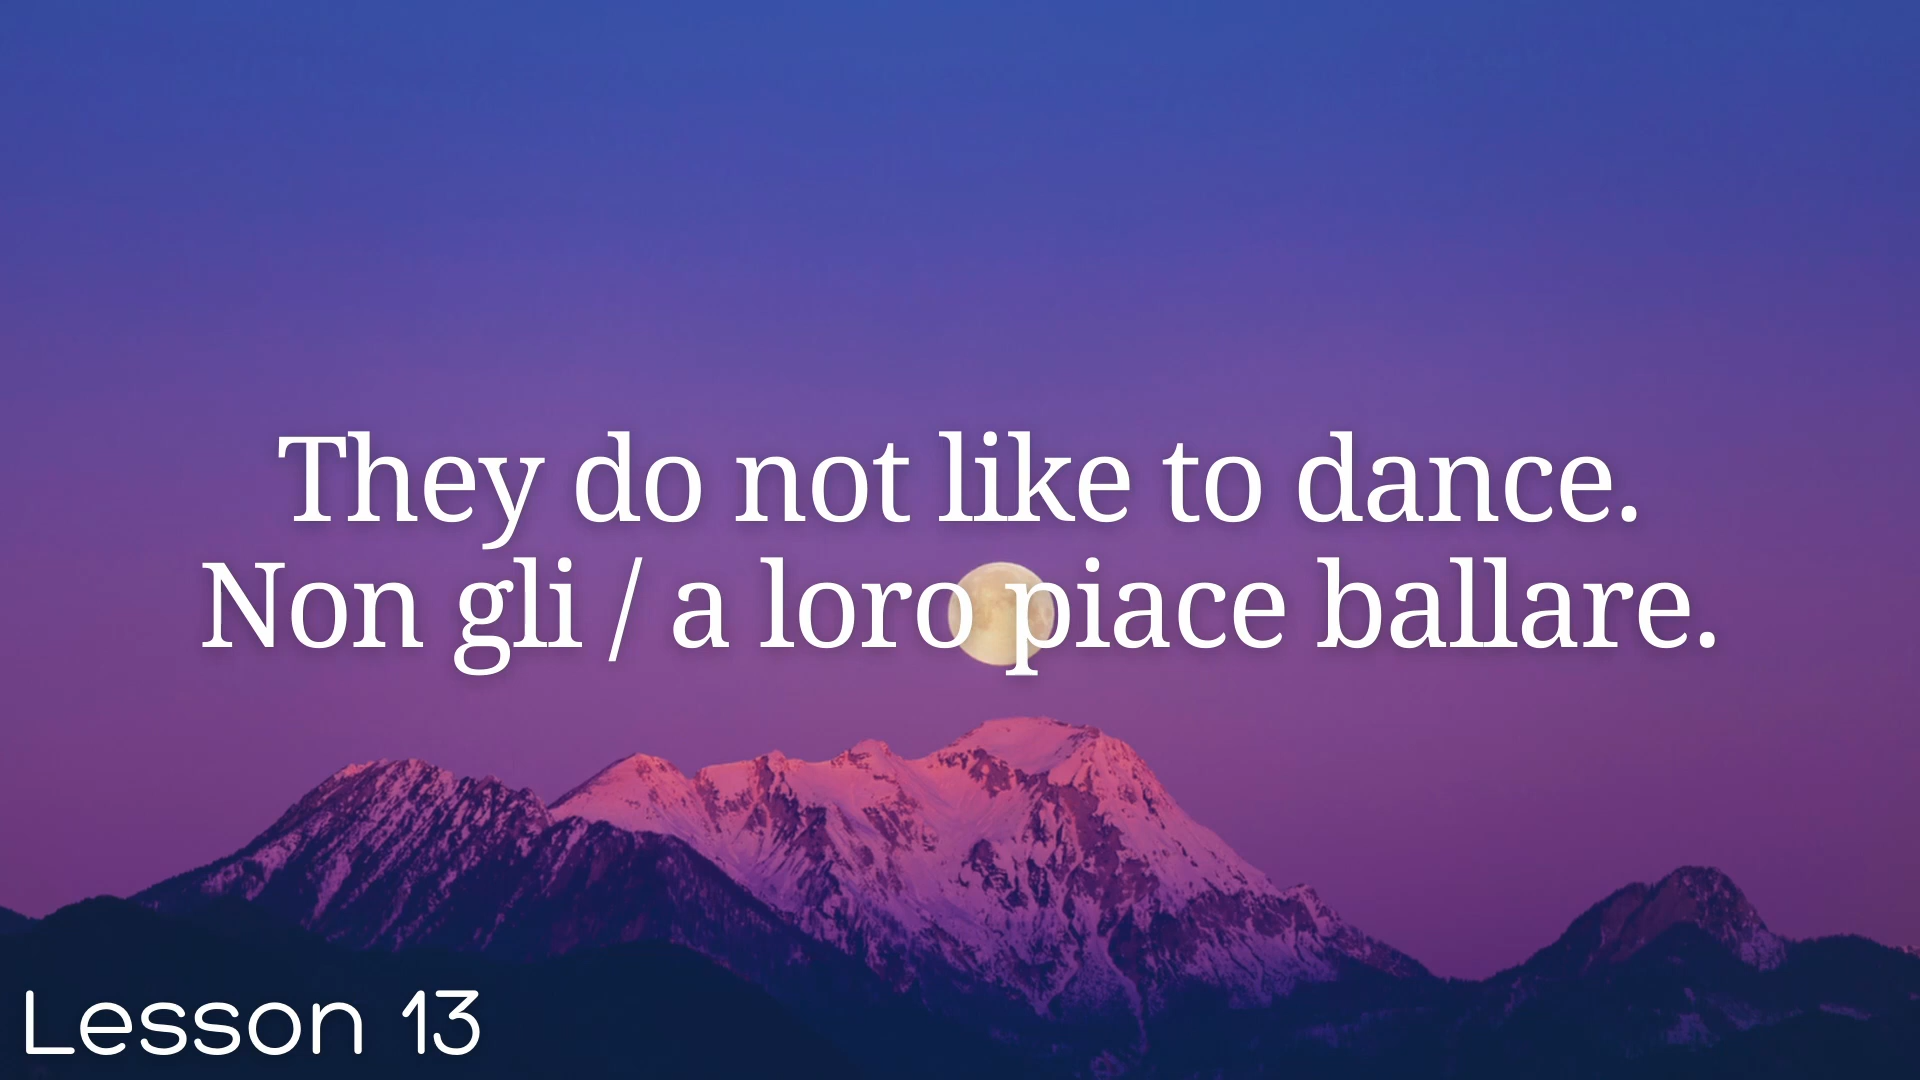 They do not like to dance.
Non gli / a loro piace ballare.
Lesson 13